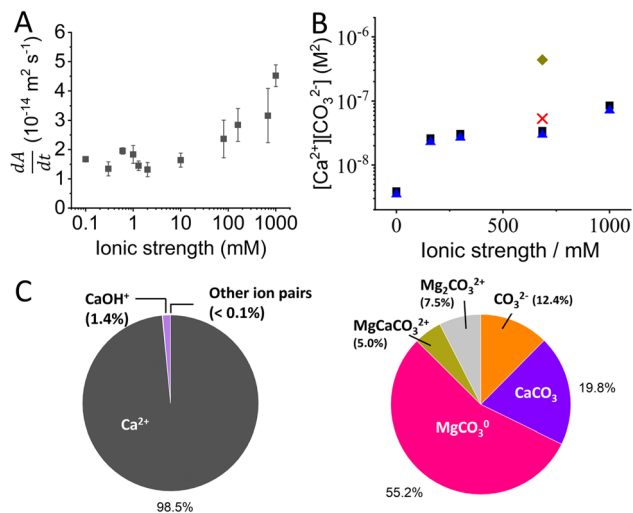 A
dA/dt (10⁻¹⁴ m² s⁻¹)
6
5
4
3
2
1
0
0.1
1
10
100
1000
Ionic strength (mM)
B
[Ca²⁺][CO₃²⁻] (M²)
10⁻⁶
10⁻⁷
10⁻⁸
0
500
1000
Ionic strength / mM
C
CaOH⁺
(1.4%)
Other ion pairs
(< 0.1%)
Ca²⁺
98.5%
Mg₂CO₃²⁺
(7.5%)
CO₃²⁻ (12.4%)
MgCaCO₃²⁺
(5.0%)
CaCO₃
19.8%
MgCO₃⁰
55.2%